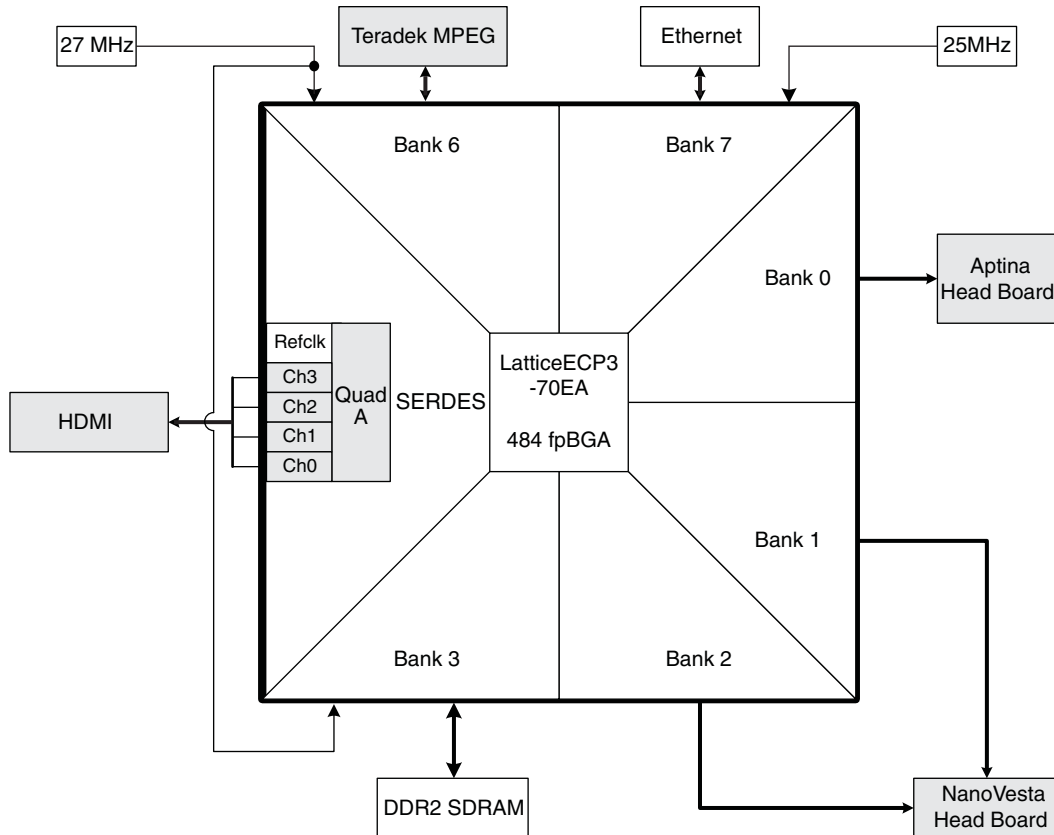 27 MHz
Teradek MPEG
Ethernet
25MHz
Bank 6
Bank 7
Bank 0
Aptina
Head Board
Refclk
Ch3
Ch2
Ch1
Ch0
Quad
A
SERDES
LatticeECP3
-70EA
484 fpBGA
HDMI
Bank 1
Bank 3
Bank 2
DDR2 SDRAM
NanoVesta
Head Board